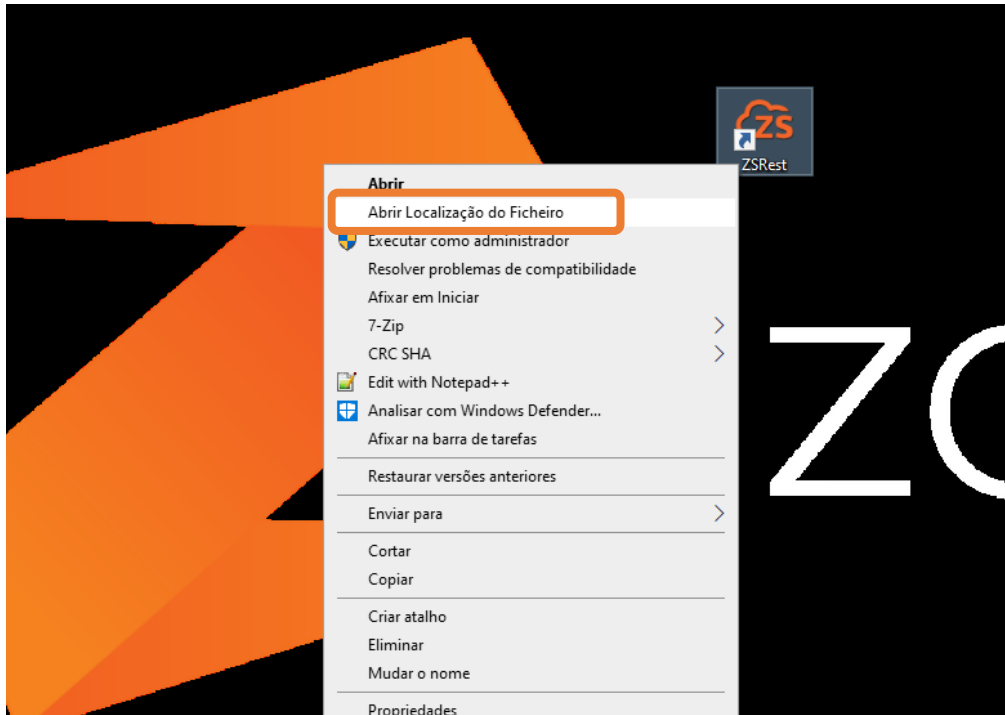 ZS
ZSRest
Abrir
Abrir Localização do Ficheiro
Executar como administrador
Resolver problemas de compatibilidade
Afixar em Iniciar
7-Zip
CRC SHA
Edit with Notepad++
Analisar com Windows Defender...
Afixar na barra de tarefas
Restaurar versões anteriores
Enviar para
Cortar
Copiar
Criar atalho
Eliminar
Mudar o nome
Propriedades